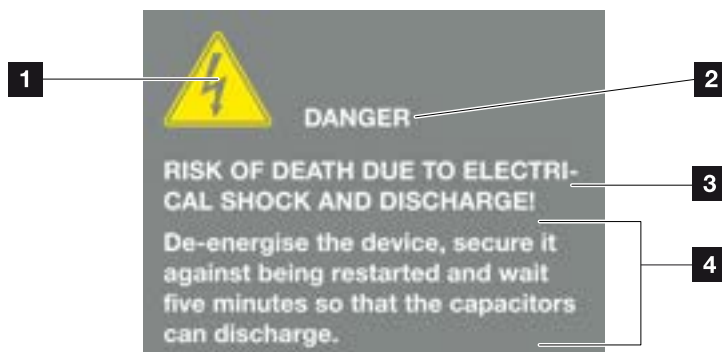 1
2
DANGER
RISK OF DEATH DUE TO ELECTRI-
3
CAL SHOCK AND DISCHARGE!
De-energise the device, secure it
4
against being restarted and wait
five minutes so that the capacitors
can discharge.